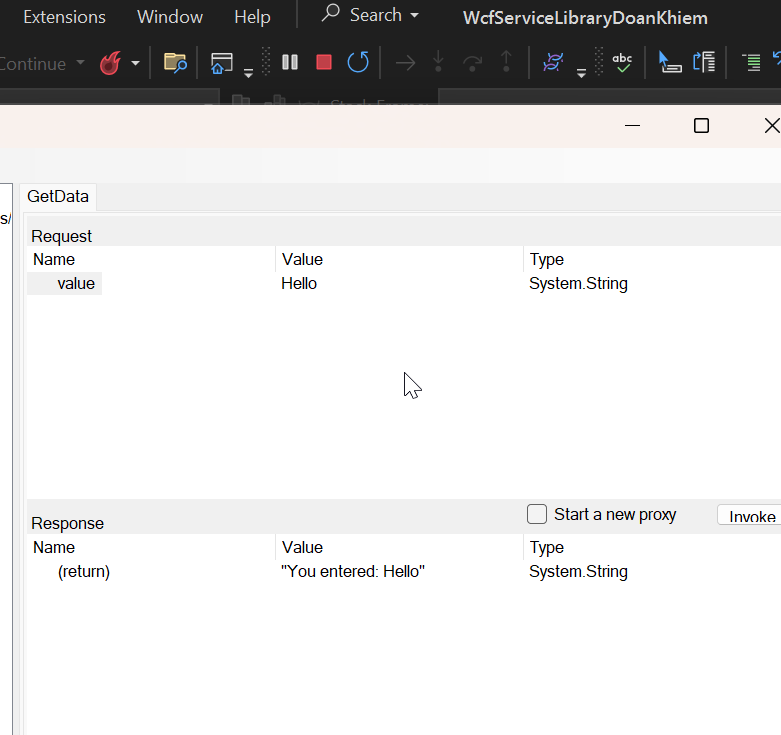 Extensions Window Help Search WcfServiceLibraryDoanKhiem
Continue
abc
s/
GetData
Request
Name Value Type
value Hello System.String
Start a new proxy Invoke
Response
Name Value Type
(return) "You entered: Hello" System.String